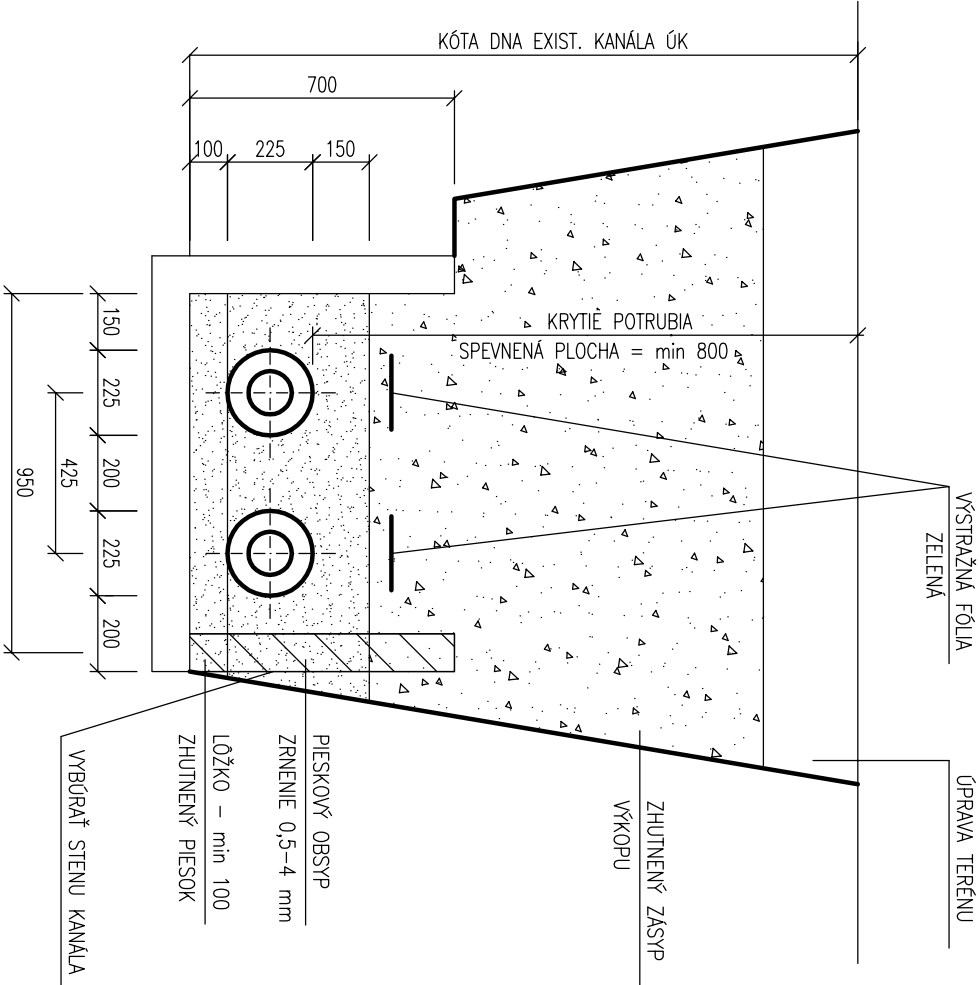 KÓTA DNA EXIST. KANÁLA ÚK
700
100
225
150
KRYTIE POTRUBIA
SPEVNENÁ PLOCHA = min 800
150
225
200
225
200
425
950
VÝSTRAŽNÁ FÓLIA
ZELENÁ
ÚPRAVA TERÉNU
ZHUTNENÝ ZÁSYP
VÝKOPU
PIESKOVÝ OBSYP
ZRNENIE 0,5-4 mm
LÔŽKO - min 100
ZHUTNENÝ PIESOK
VYBÚRAŤ STENU KANÁLA